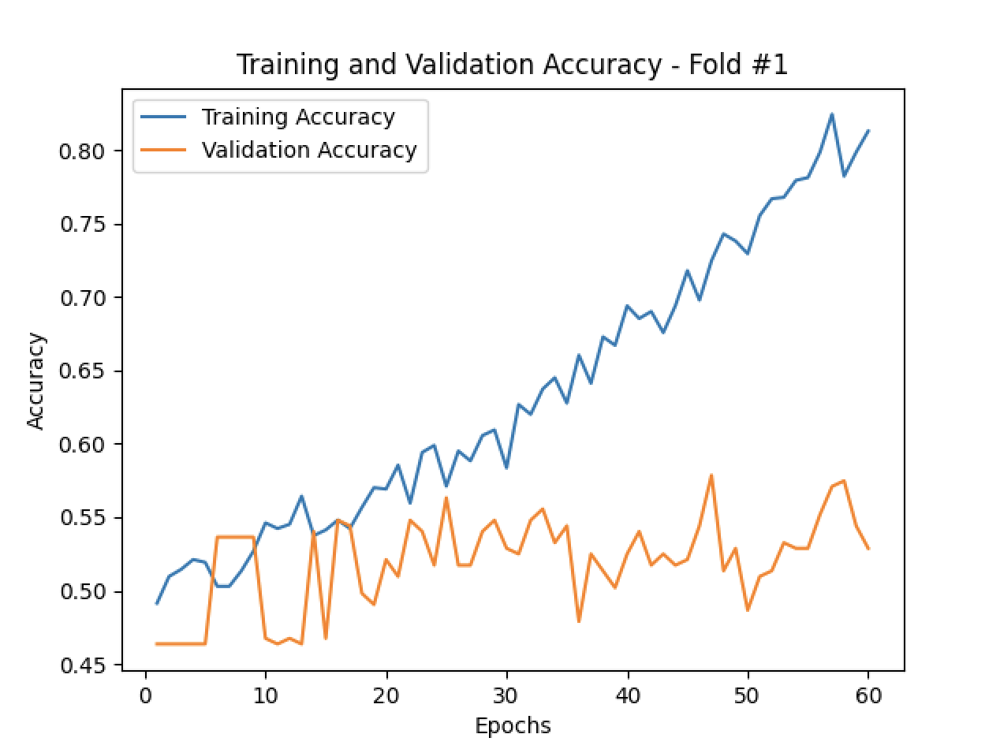 Training and Validation Accuracy - Fold #1
Training Accuracy
Validation Accuracy
0.80
0.75
0.70
0.65
0.60
0.55
0.50
0.45
Accuracy
0 10 20 30 40 50 60
Epochs